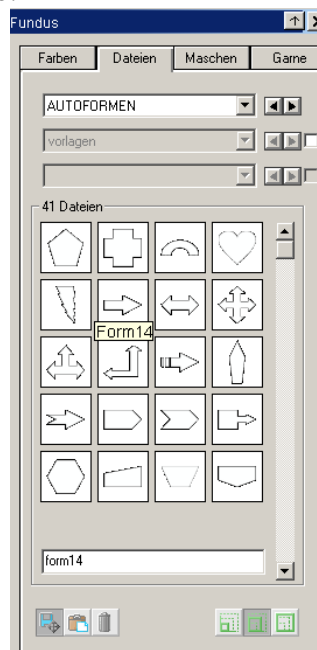 Fundus
Farben Dateien Maschen Garne
AUTOFORMEN
vorlagen
41 Dateien
Form14
form14